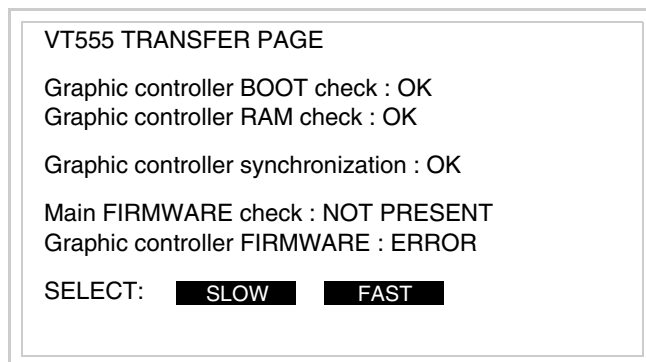 VT555 TRANSFER PAGE
Graphic controller BOOT check : OK
Graphic controller RAM check : OK
Graphic controller synchronization : OK
Main FIRMWARE check : NOT PRESENT
Graphic controller FIRMWARE : ERROR
SELECT: SLOW FAST